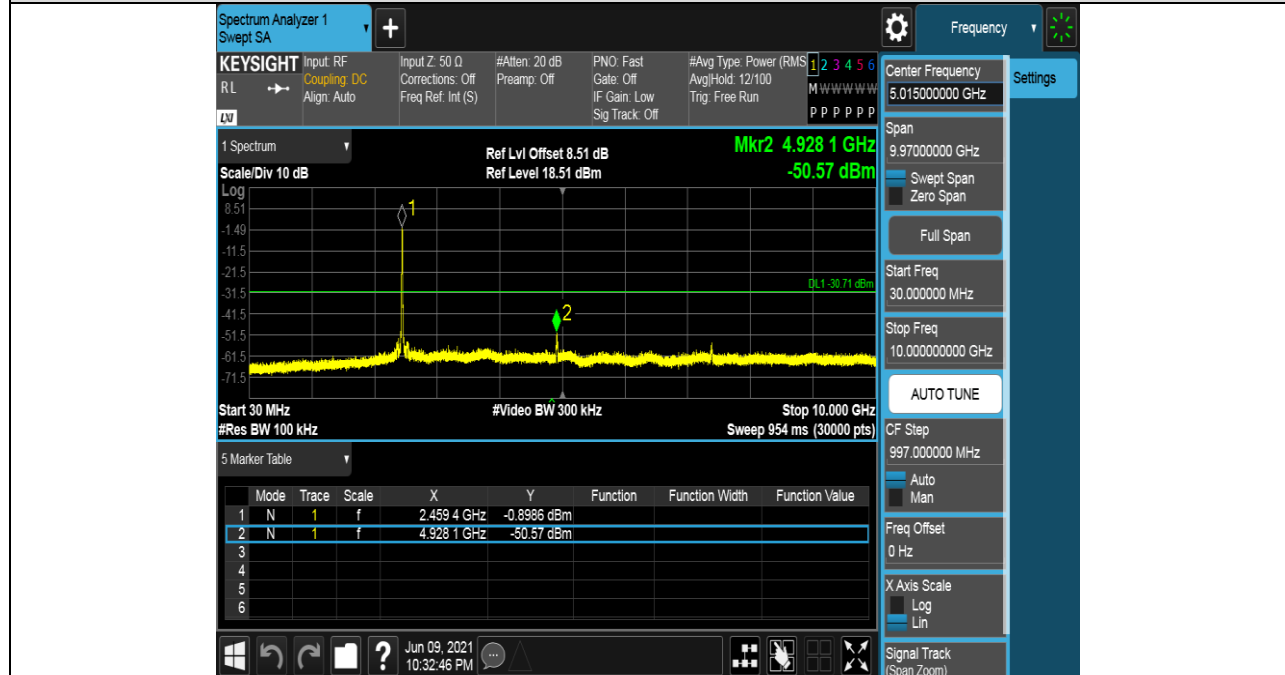 Spectrum Analyzer 1
Swept SA
+
Frequency
KEYSIGHT
RL
LXI
Input: RF
Coupling: DC
Align: Auto
Input Z: 50 Ω
Corrections: Off
Freq Ref: Int (S)
#Atten: 20 dB
Preamp: Off
PNO: Fast
Gate: Off
IF Gain: Low
Sig Track: Off
#Avg Type: Power (RMS
Avg|Hold: 12/100
Trig: Free Run
1 2 3 4 5 6
M W W W W W
P P P P P P
1 Spectrum
Scale/Div 10 dB
Ref Lvl Offset 8.51 dB
Ref Level 18.51 dBm
Mkr2 4.928 1 GHz
-50.57 dBm
Log
8.51
-1.49
-11.5
-21.5
-31.5
-41.5
-51.5
-61.5
-71.5
1
2
DL1 -30.71 dBm
Start 30 MHz
#Res BW 100 kHz
#Video BW 300 kHz
Stop 10.000 GHz
Sweep 954 ms (30000 pts)
5 Marker Table
Mode Trace Scale X Y Function Function Width Function Value
1 N 1 f 2.459 4 GHz -0.8986 dBm
2 N 1 f 4.928 1 GHz -50.57 dBm
3
4
5
6
?
Jun 09, 2021
10:32:46 PM
Settings
Center Frequency
5.015000000 GHz
Span
9.97000000 GHz
Swept Span
Zero Span
Full Span
Start Freq
30.000000 MHz
Stop Freq
10.000000000 GHz
AUTO TUNE
CF Step
997.000000 MHz
Auto
Man
Freq Offset
0 Hz
X Axis Scale
Log
Lin
Signal Track
(Span Zoom)